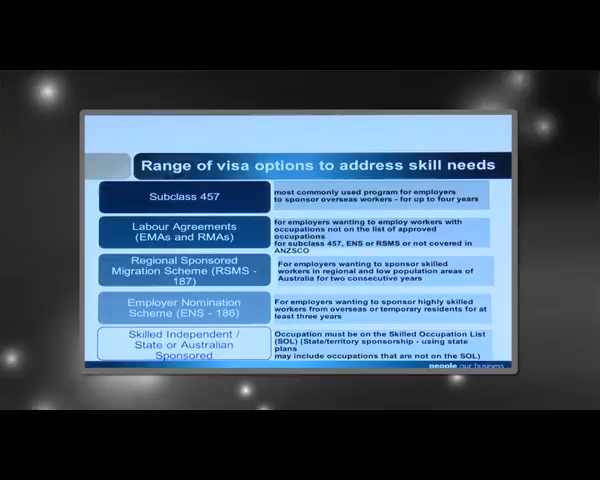 Range of visa options to address skill needs
Subclass 457
most commonly used program for employers
to sponsor overseas workers - for up to four years
Labour Agreements
(EMAs and RMAs)
for employers wanting to employ workers with
occupations not on the list of approved
occupations
for subclass 457, ENS or RSMS or not covered in
ANZSCO
Regional Sponsored
Migration Scheme (RSMS -
187)
For employers wanting to sponsor skilled
workers in regional and low population areas of
Australia for two consecutive years
Employer Nomination
Scheme (ENS - 186)
For employers wanting to sponsor highly skilled
workers from overseas or temporary residents for at
least three years
Skilled Independent /
State or Australian
Sponsored
Occupation must be on the Skilled Occupation List
(SOL) (State/territory sponsorship - using state
plans
may include occupations that are not on the SOL)
people our business